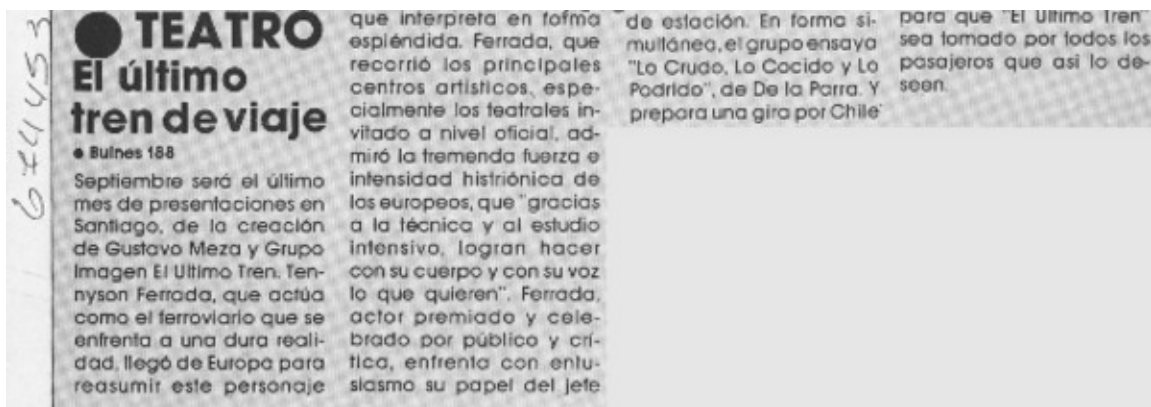 674453
● TEATRO
El último
tren de viaje
● Bulnes 188
Septiembre será el último
mes de presentaciones en
Santiago, de la creación
de Gustavo Meza y Grupo
Imagen El Ultimo Tren. Ten-
nyson Ferrada, que actúa
como el ferroviario que se
enfrenta a una dura reali-
dad, llegó de Europa para
reasumir este personaje
que interpreta en forma
espléndida. Ferrada, que
recorrió los principales
centros artísticos, espe-
cialmente los teatrales in-
vitado a nivel oficial, ad-
miró la tremenda fuerza e
intensidad histriónica de
los europeos, que "gracias
a la técnica y al estudio
intensivo, logran hacer
con su cuerpo y con su voz
lo que quieren". Ferrada,
actor premiado y cele-
brado por público y crí-
tica, enfrenta con entu-
siasmo su papel del jefe
de estación. En forma si-
multánea, el grupo ensaya
"Lo Crudo, Lo Cocido y Lo
Podrido", de De la Parra. Y
prepara una gira por Chile
para que "El Ultimo Tren"
sea tomado por todos los
pasajeros que asi lo de-
seen.